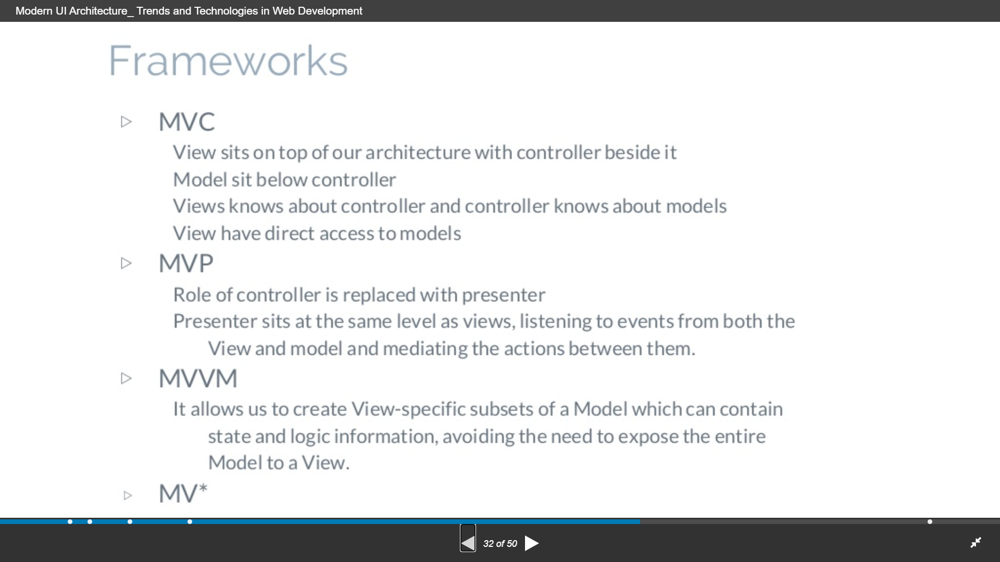 Modern UI Architecture_ Trends and Technologies in Web Development
Frameworks
MVC
View sits on top of our architecture with controller beside it
Model sit below controller
Views knows about controller and controller knows about models
View have direct access to models
MVP
Role of controller is replaced with presenter
Presenter sits at the same level as views, listening to events from both the
View and model and mediating the actions between them.
MVVM
It allows us to create View-specific subsets of a Model which can contain
state and logic information, avoiding the need to expose the entire
Model to a View.
MV*
32 of 50